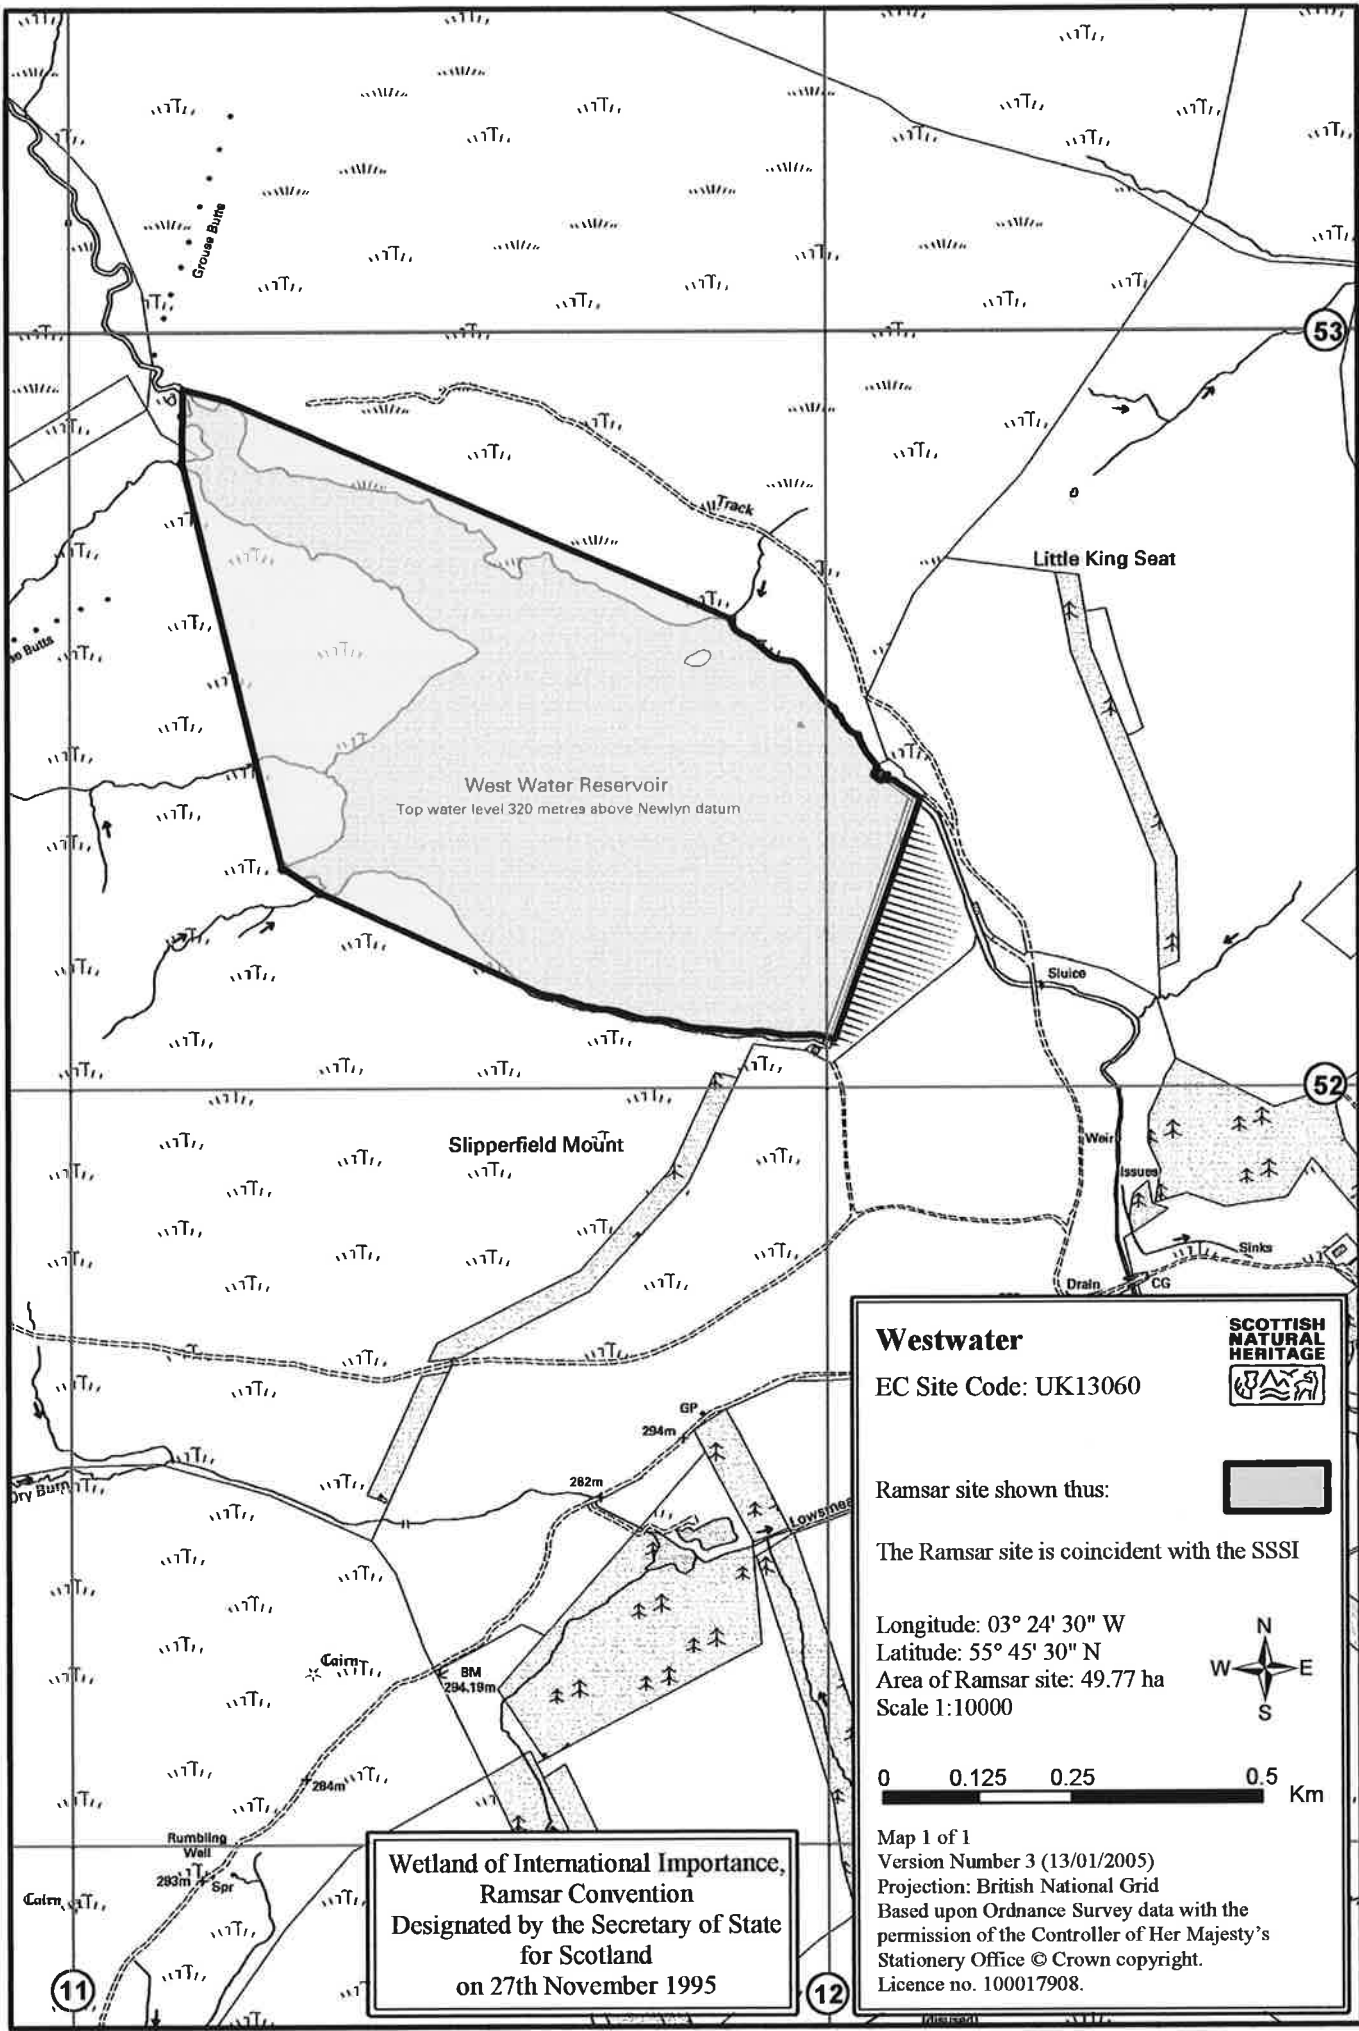 Grouse Butts
53
Track
Little King Seat
Butts
West Water Reservoir
Top water level 320 metres above Newlyn datum
Sluice
52
Slipperfield Mount
Weir
Issues
Sinks
Drain
CG
GP
294m
282m
Dry Burn
Cairn
BM
294.19m
284m
Rumbling
Well
293m
Spr
Cairn
11
12
(disused)
Westwater
SCOTTISH
NATURAL
HERITAGE
EC Site Code: UK13060
Ramsar site shown thus:
The Ramsar site is coincident with the SSSI
Longitude: 03° 24' 30" W
Latitude: 55° 45' 30" N
Area of Ramsar site: 49.77 ha
Scale 1:10000
N
W E
S
0 0.125 0.25 0.5
Km
Map 1 of 1
Version Number 3 (13/01/2005)
Projection: British National Grid
Based upon Ordnance Survey data with the
permission of the Controller of Her Majesty's
Stationery Office © Crown copyright.
Licence no. 100017908.
Wetland of International Importance,
Ramsar Convention
Designated by the Secretary of State
for Scotland
on 27th November 1995